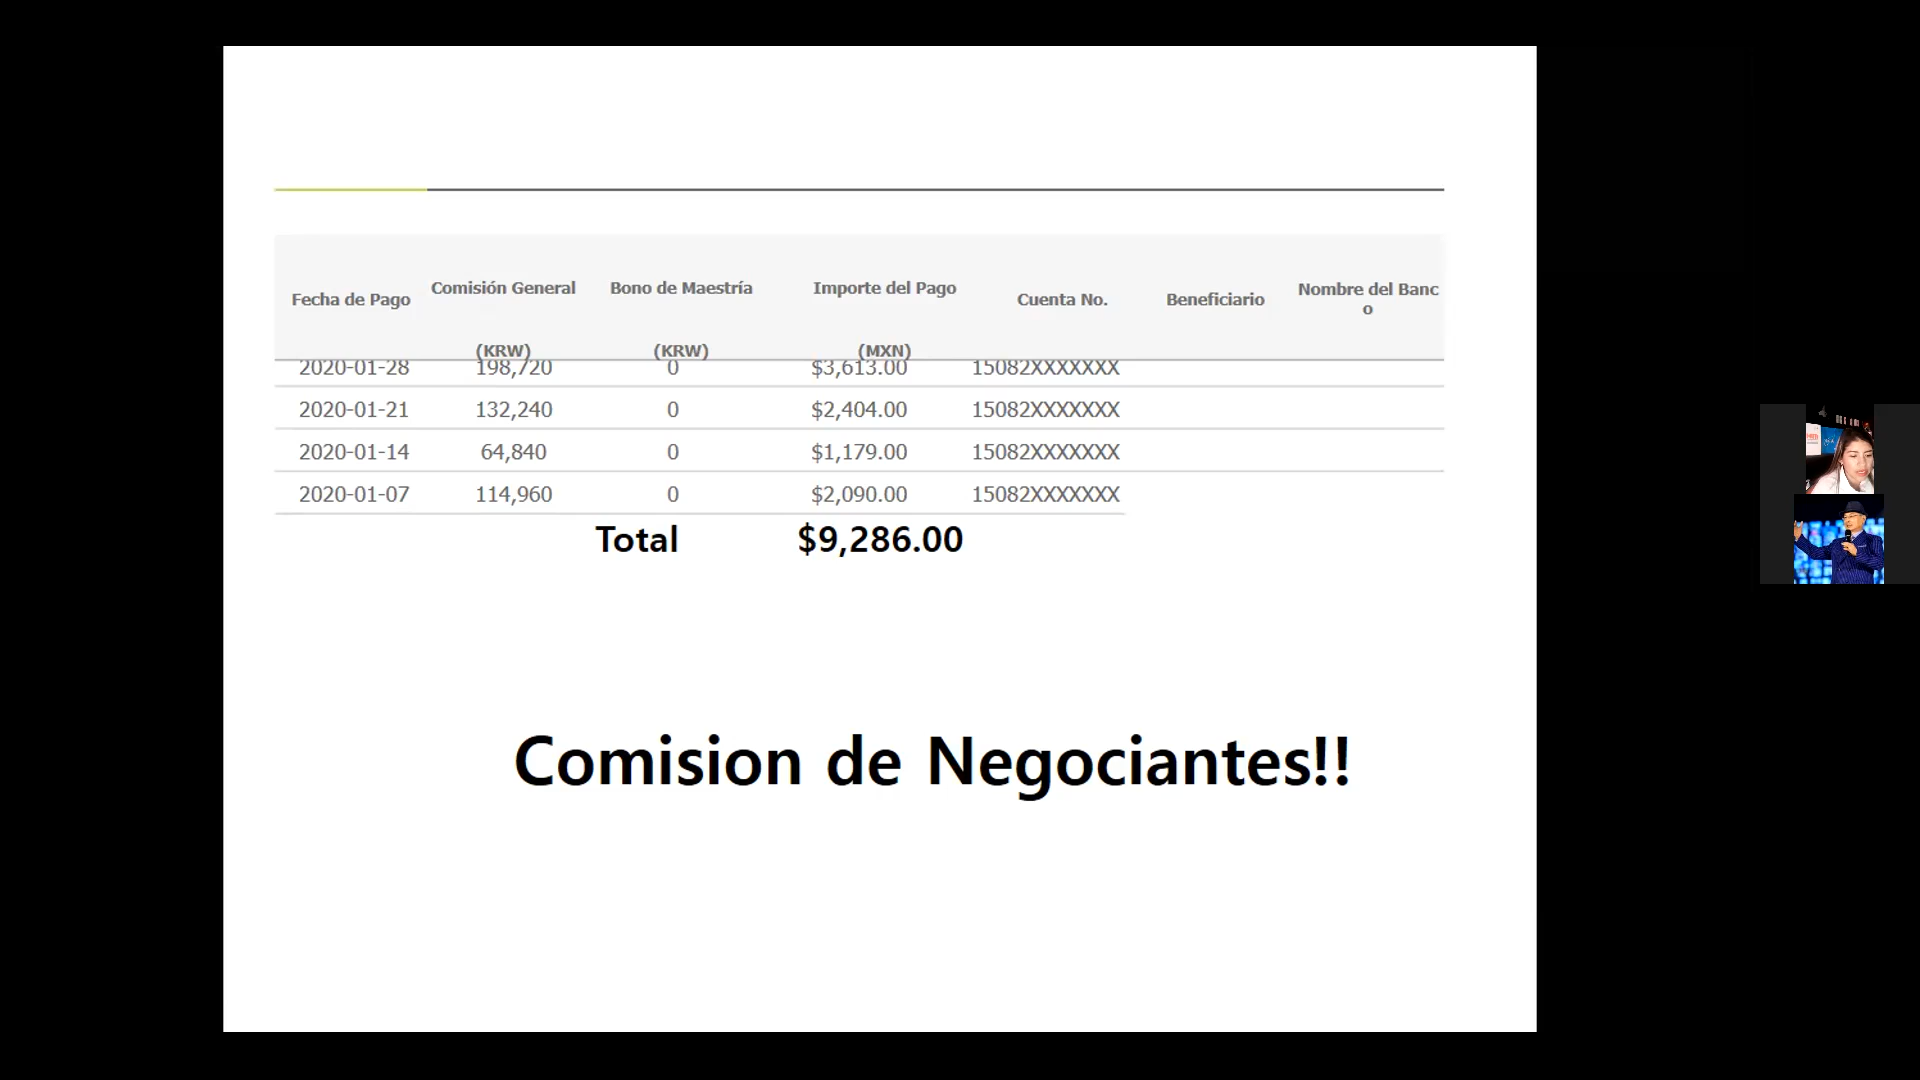 Fecha de Pago Comisión General (KRW) Bono de Maestría (KRW) Importe del Pago (MXN) Cuenta No. Beneficiario Nombre del Banc
o
2020-01-28 198,720 0 $3,613.00 15082XXXXXXX
2020-01-21 132,240 0 $2,404.00 15082XXXXXXX
2020-01-14 64,840 0 $1,179.00 15082XXXXXXX
2020-01-07 114,960 0 $2,090.00 15082XXXXXXX
Total $9,286.00
Comision de Negociantes!!